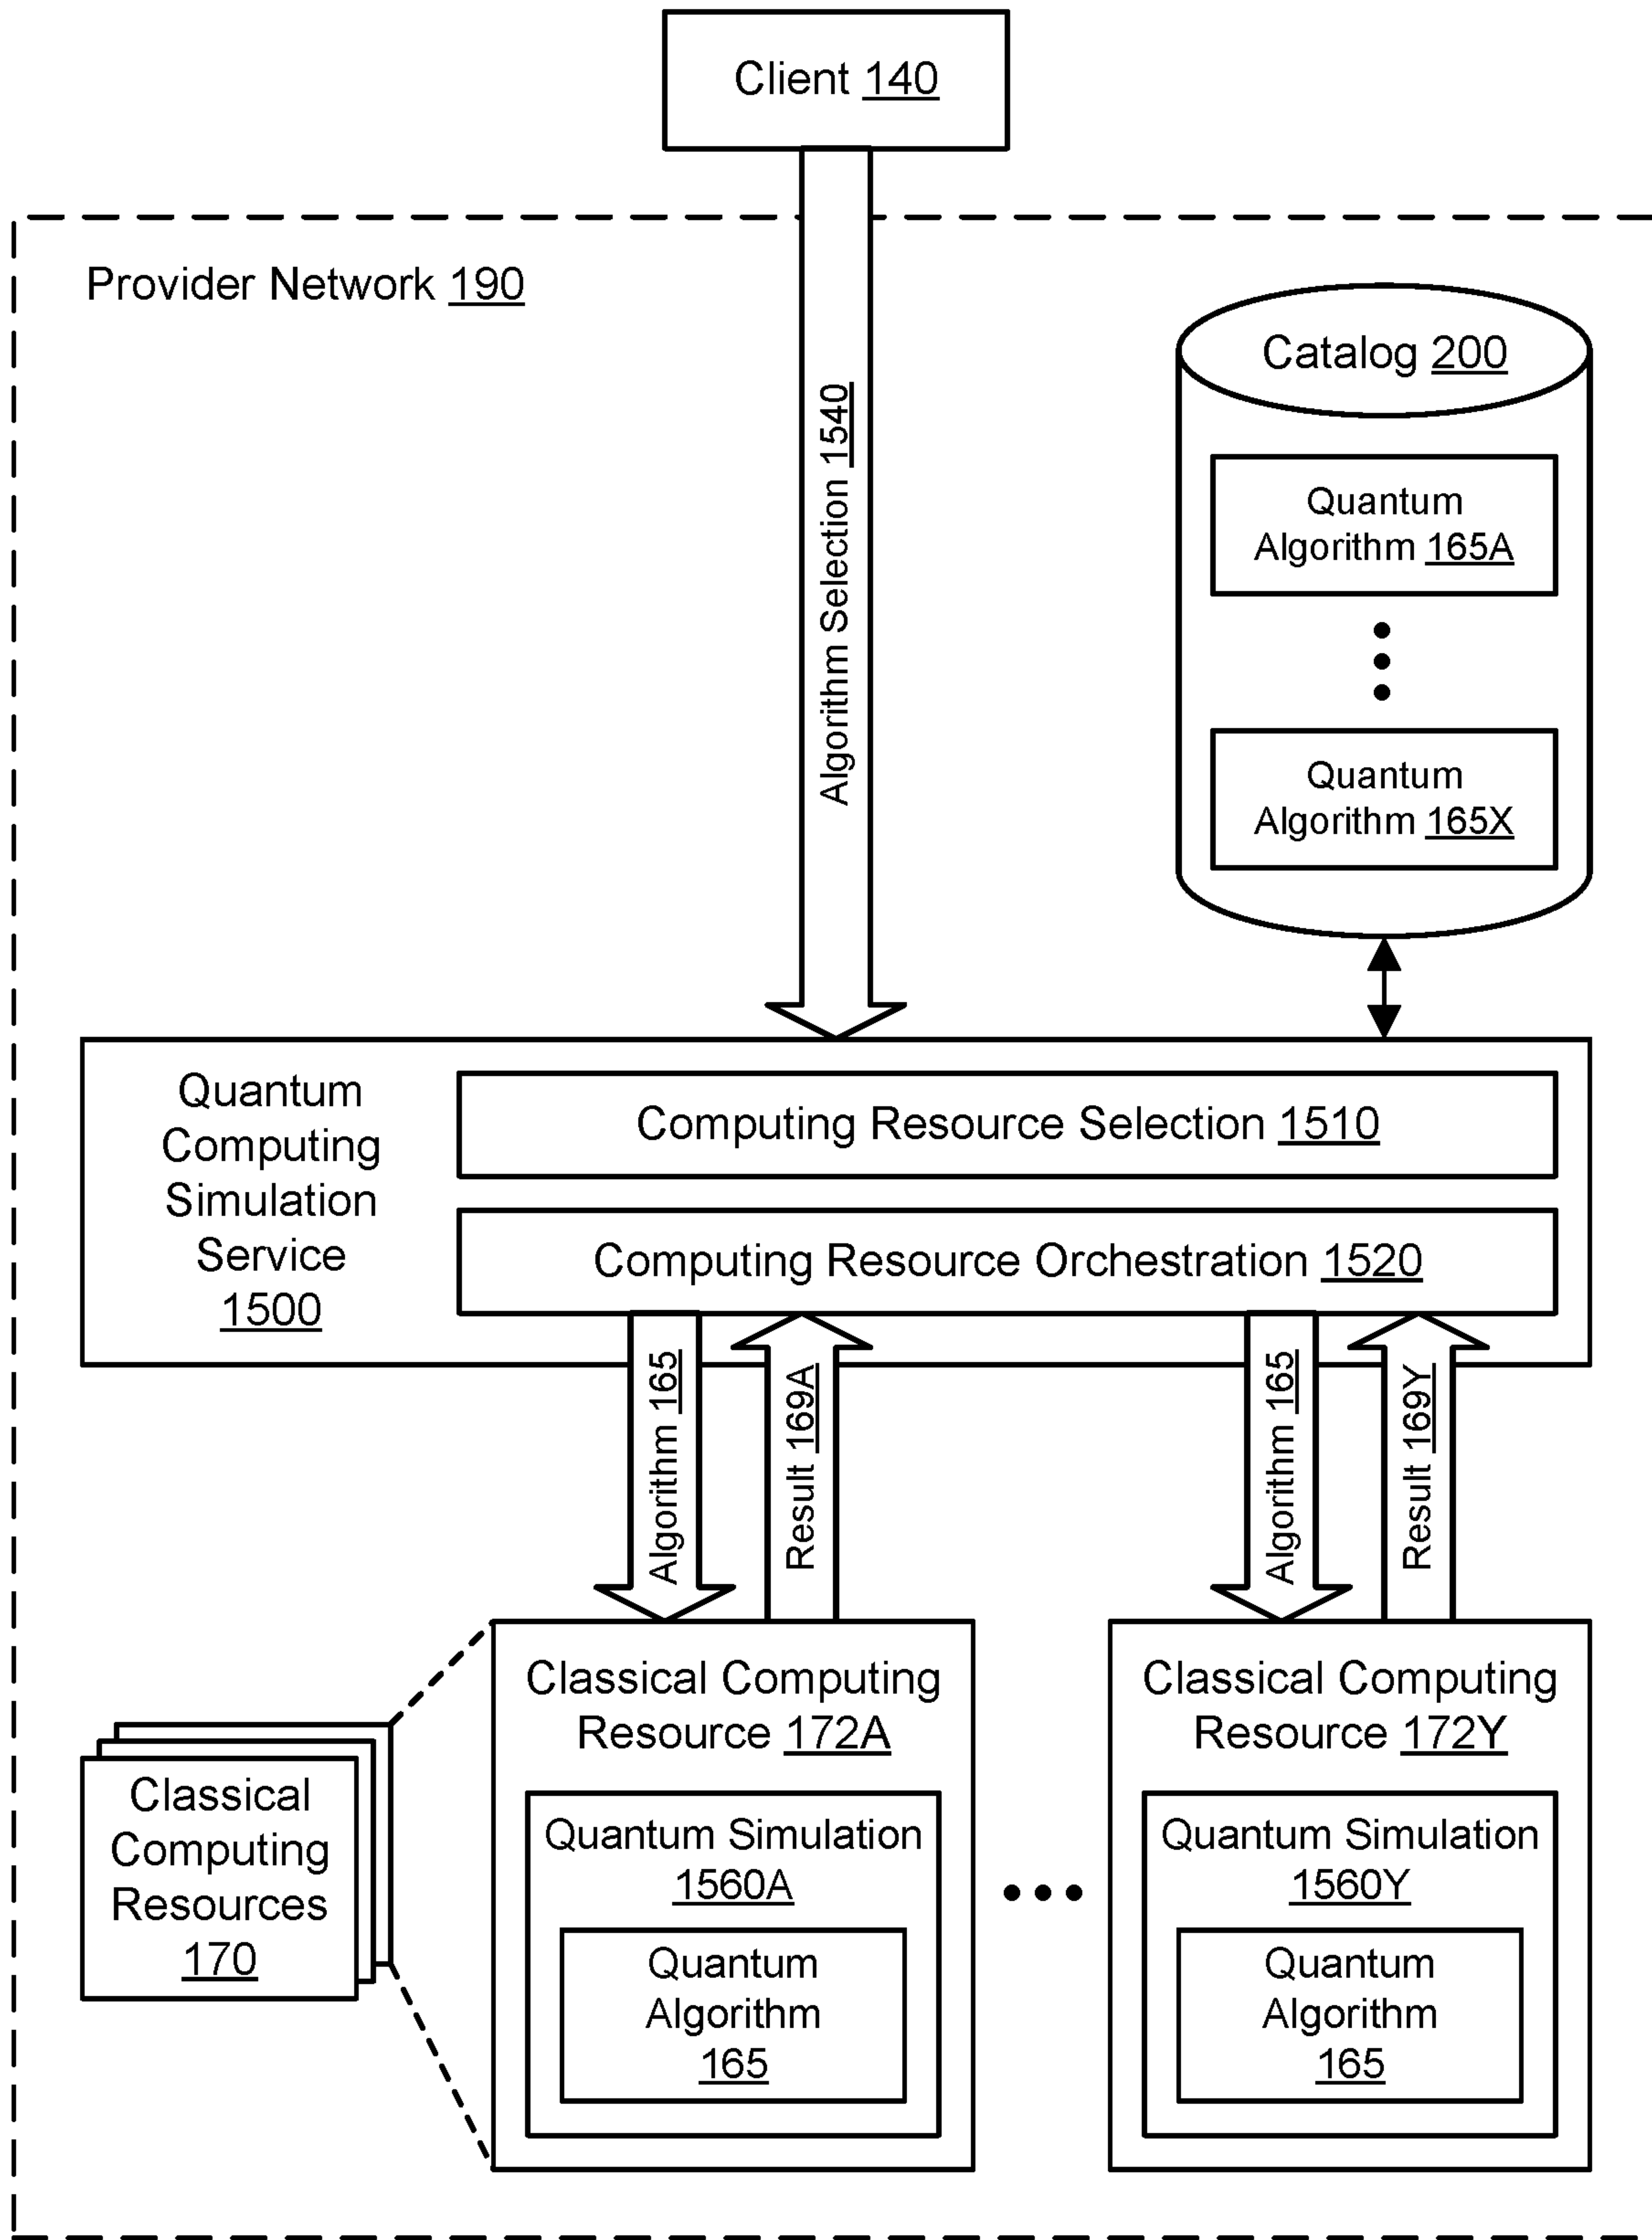 Client 140
Provider Network 190
Algorithm Selection 1540
Catalog 200
Quantum
Algorithm 165A
Quantum
Algorithm 165X
Quantum
Computing
Simulation
Service
1500
Computing Resource Selection 1510
Computing Resource Orchestration 1520
Algorithm 165
Result 169A
Algorithm 165
Result 169Y
Classical
Computing
Resources
170
Classical Computing
Resource 172A
Quantum Simulation
1560A
Quantum
Algorithm
165
Classical Computing
Resource 172Y
Quantum Simulation
1560Y
Quantum
Algorithm
165